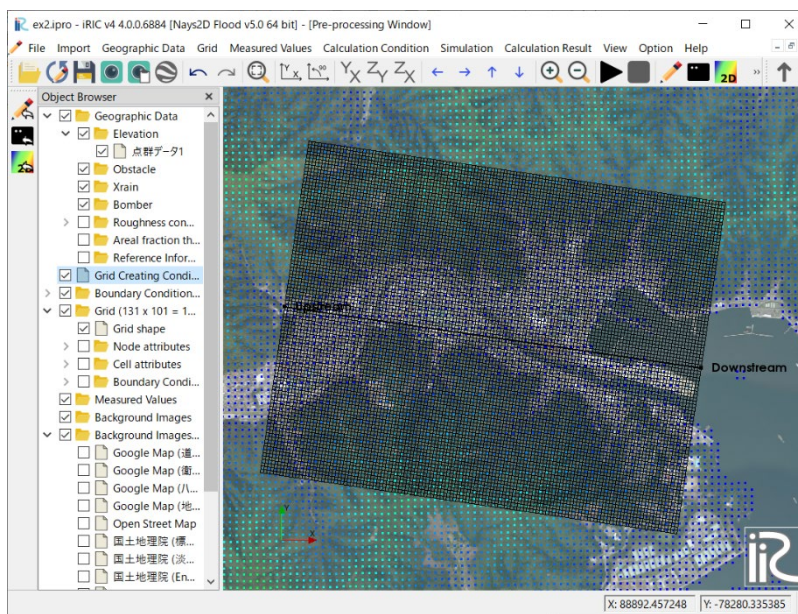 ex2.ipro - iRIC v4 4.0.0.6884 [Nays2D Flood v5.0 64 bit] - [Pre-processing Window]
File Import Geographic Data Grid Measured Values Calculation Condition Simulation Calculation Result View Option Help
2D
Object Browser
Geographic Data
Elevation
点群データ1
Obstacle
Xrain
Bomber
Roughness con...
Areal fraction th...
Reference Infor...
Grid Creating Condi...
Boundary Condition...
Grid (131 x 101 = 1...
Grid shape
Node attributes
Cell attributes
Boundary Condi...
Measured Values
Background Images
Background Images...
Google Map (道...
Google Map (衛...
Google Map (ハ...
Google Map (地...
Open Street Map
国土地理院 (標...
国土地理院 (淡...
国土地理院 (En...
Upstream
Downstream
Y
X
iRIC
X: 88892.457248 Y: -78280.335385